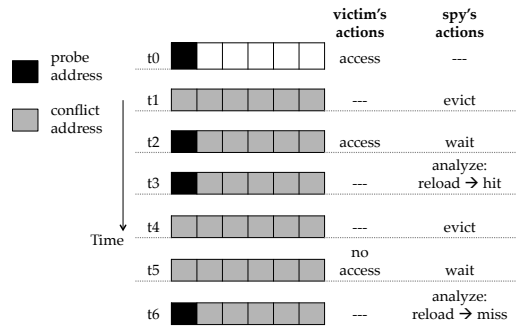 victim's actions
spy's actions
probe address
conflict address
t0 access ---
t1 --- evict
t2 access wait
t3 --- analyze: reload → hit
t4 --- evict
Time
t5 no access wait
t6 --- analyze: reload → miss